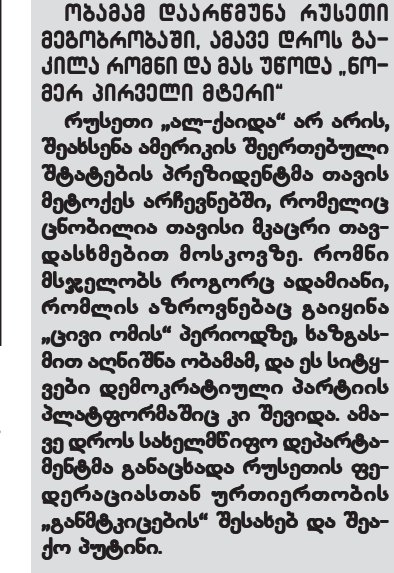 ობამამ დაარწმუნა რუსეთი
მეგობრობაში, ამავე დროს გა-
კილა რომნი და მას უწოდა „ნო-
მერ პირველი მტერი“
რუსეთი „ალ-ქაიდა“ არ არის,
შეახსენა ამერიკის შეერთებული
შტატების პრეზიდენტმა თავის
მეტოქეს არჩევნებში, რომელიც
ცნობილია თავისი მკაცრი თავ-
დასხმებით მოსკოვზე. რომნი
მსჯელობს როგორც ადამიანი,
რომლის აზროვნებაც გაიყინა
„ცივი ომის“ პერიოდზე, ხაზგას-
მით აღნიშნა ობამამ, და ეს სიტყ-
ვები დემოკრატიული პარტიის
პლატფორმაშიც კი შევიდა. ამა-
ვე დროს სახელმწიფო დეპარტა-
მენტმა განაცხადა რუსეთის ფე-
დერაციასთან ურთიერთობის
„განმტკიცების“ შესახებ და შეა-
ქო პუტინი.